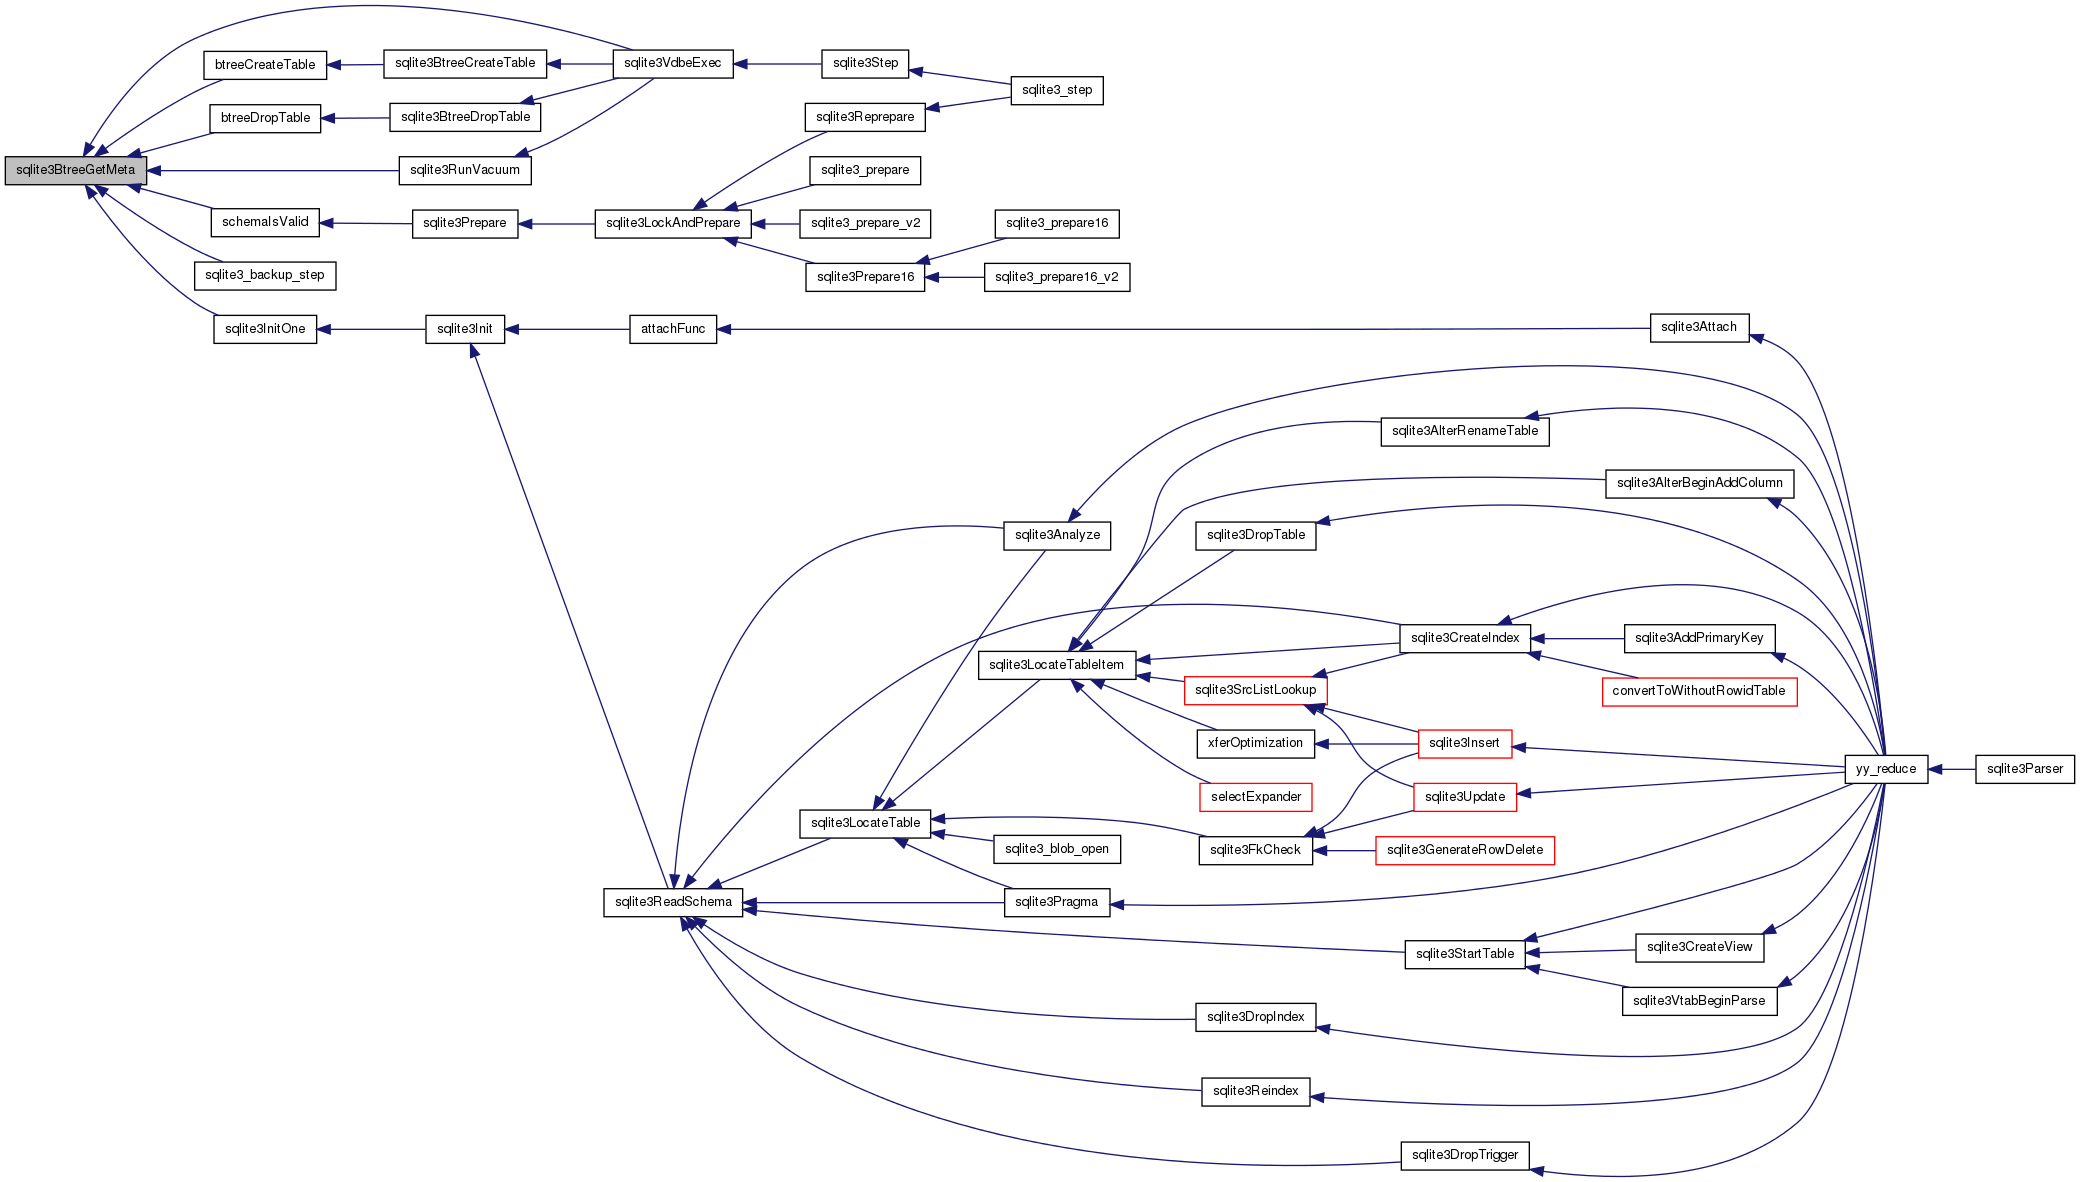 sqlite3BtreeGetMeta
btreeCreateTable
sqlite3BtreeCreateTable
sqlite3VdbeExec
sqlite3Step
sqlite3_step
btreeDropTable
sqlite3BtreeDropTable
sqlite3Reprepare
sqlite3RunVacuum
sqlite3_prepare
schemaIsValid
sqlite3Prepare
sqlite3LockAndPrepare
sqlite3_prepare_v2
sqlite3_prepare16
sqlite3_backup_step
sqlite3Prepare16
sqlite3_prepare16_v2
sqlite3InitOne
sqlite3Init
attachFunc
sqlite3Attach
sqlite3AlterRenameTable
sqlite3AlterBeginAddColumn
sqlite3Analyze
sqlite3DropTable
sqlite3CreateIndex
sqlite3AddPrimaryKey
sqlite3LocateTableItem
sqlite3SrcListLookup
convertToWithoutRowidTable
xferOptimization
sqlite3Insert
yy_reduce
sqlite3Parser
selectExpander
sqlite3Update
sqlite3LocateTable
sqlite3_blob_open
sqlite3FkCheck
sqlite3GenerateRowDelete
sqlite3ReadSchema
sqlite3Pragma
sqlite3StartTable
sqlite3CreateView
sqlite3VtabBeginParse
sqlite3DropIndex
sqlite3Reindex
sqlite3DropTrigger